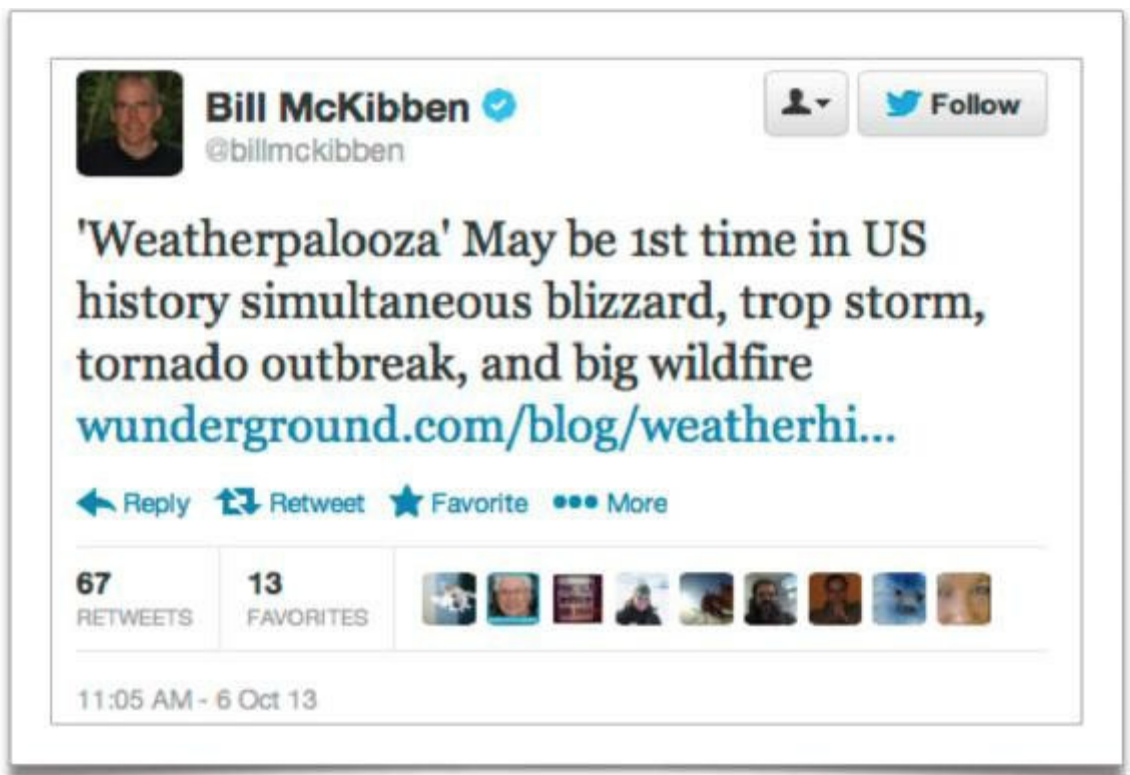 Bill McKibben
Follow
@billmckibben
'Weatherpalooza' May be 1st time in US
history simultaneous blizzard, trop storm,
tornado outbreak, and big wildfire
wunderground.com/blog/weatherhi...
Reply Retweet Favorite More
67 13
RETWEETS FAVORITES
11:05 AM - 6 Oct 13